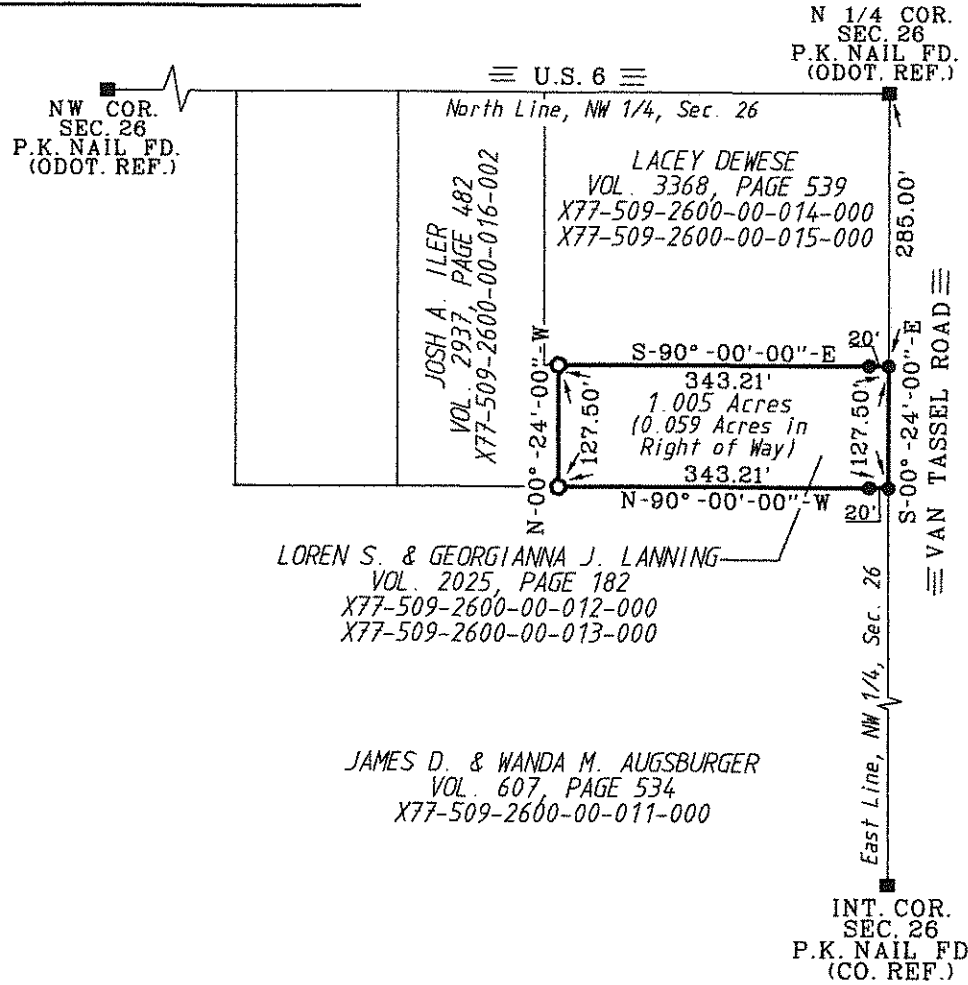 N 1/4 COR.
SEC. 26
P.K. NAIL FD.
(ODOT. REF.)
U.S. 6
NW COR.
SEC. 26
P.K. NAIL FD.
(ODOT. REF.)
North Line, NW 1/4, Sec. 26
LACEY DEWESE
VOL. 3368, PAGE 539
X77-509-2600-00-014-000
X77-509-2600-00-015-000
285.00'
JOSH A. ILER
VOL. 2937, PAGE 482
X77-509-2600-00-016-002
VAN TASSEL ROAD
S-90°-00'-00"-E
20'
343.21'
1.005 Acres
(0.059 Acres in
Right of Way)
343.21'
N-90°-00'-00"-W
20'
N-00°-24'-00"-W
127.50'
127.50'
S-00°-24'-00"-E
LOREN S. & GEORGIANNA J. LANNING
VOL. 2025, PAGE 182
X77-509-2600-00-012-000
X77-509-2600-00-013-000
East Line, NW 1/4, Sec. 26
JAMES D. & WANDA M. AUGSBURGER
VOL. 607, PAGE 534
X77-509-2600-00-011-000
INT. COR.
SEC. 26
P.K. NAIL FD
(CO. REF.)